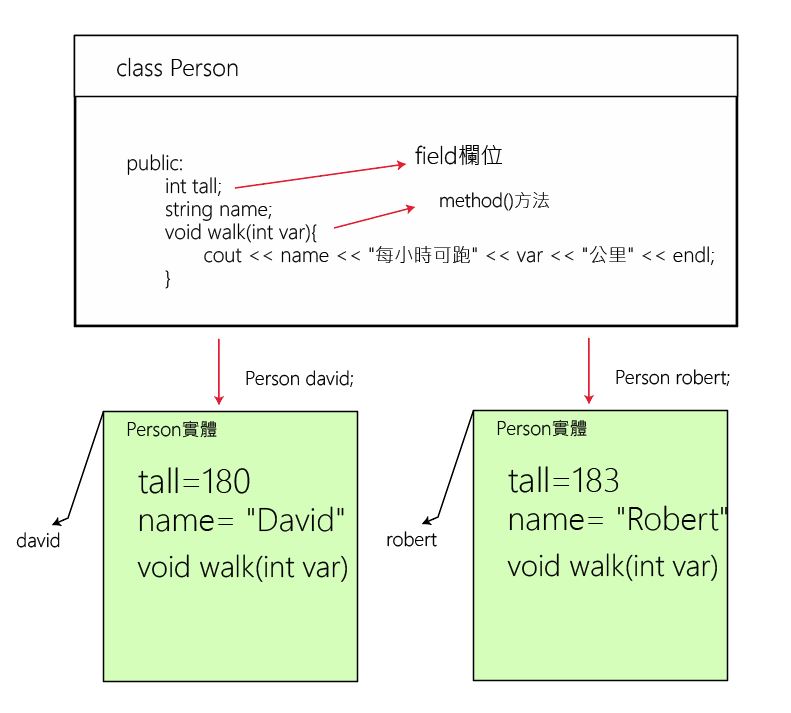 class Person
public:
field欄位
int tall;
string name;
method()方法
void walk(int var){
cout << name << "每小時可跑" << var << "公里" << endl;
}
Person david;
Person robert;
Person實體
tall=180
name= "David"
void walk(int var)
david
Person實體
tall=183
name= "Robert"
void walk(int var)
robert